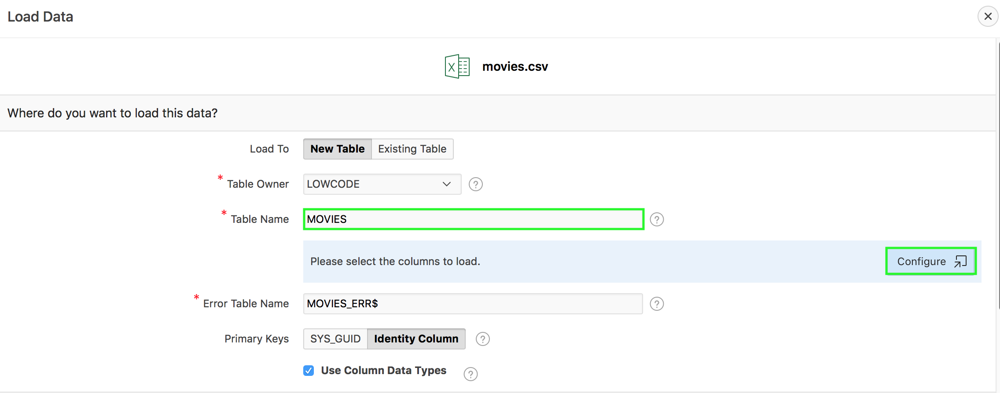 Load Data
movies.csv
Where do you want to load this data?
Load To New Table Existing Table
* Table Owner LOWCODE ?
* Table Name MOVIES ?
Please select the columns to load. Configure
* Error Table Name MOVIES_ERR$ ?
Primary Keys SYS_GUID Identity Column ?
Use Column Data Types ?